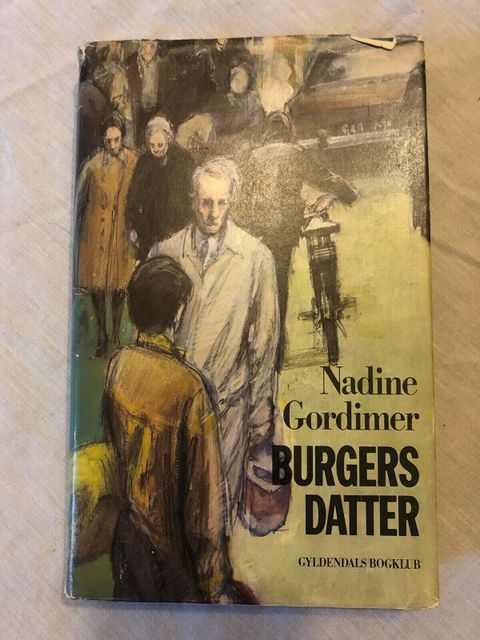 Nadine
Gordimer
BURGERS
DATTER
GYLDENDALS BOGKLUB